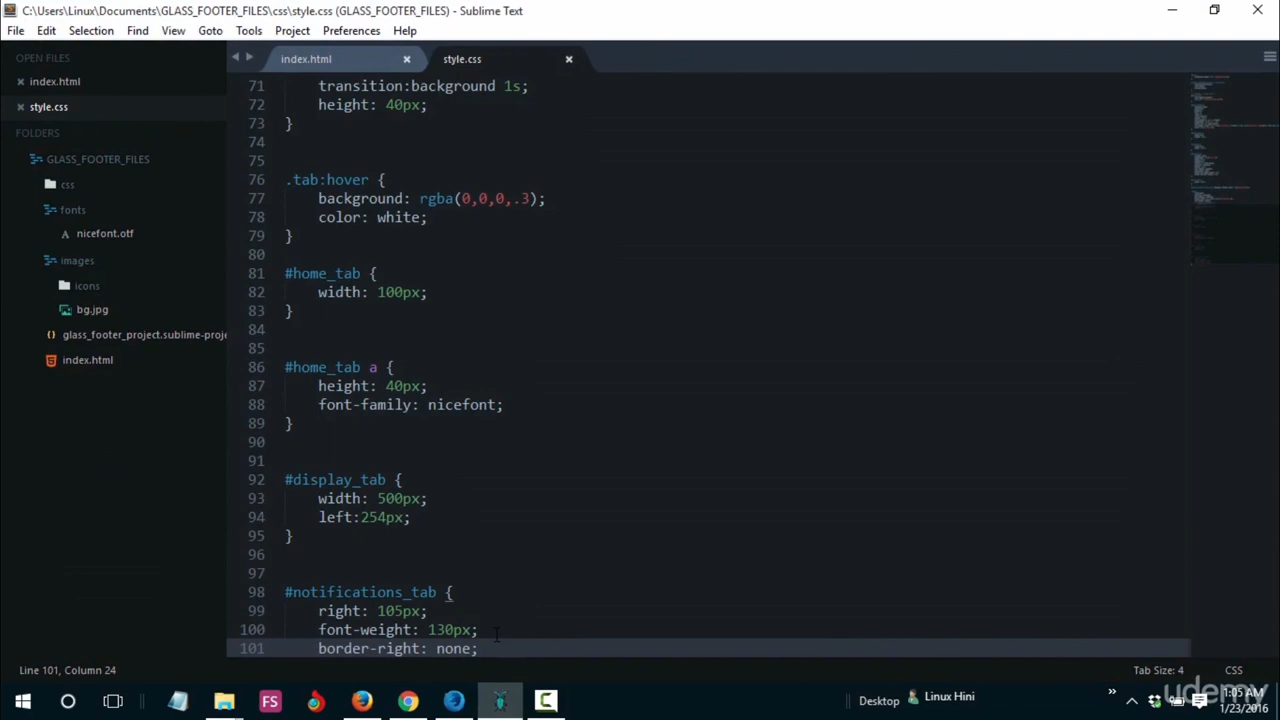 C:\Users\Linux\Documents\GLASS_FOOTER_FILES\css\style.css (GLASS_FOOTER_FILES) - Sublime Text
File Edit Selection Find View Goto Tools Project Preferences Help
OPEN FILES
index.html
style.css
FOLDERS
GLASS_FOOTER_FILES
css
fonts
nicefont.otf
images
icons
bg.jpg
glass_footer_project.sublime-proje
index.html
index.html
style.css
71 transition:background 1s;
72 height: 40px;
73 }
74
75
76 .tab:hover {
77 background: rgba(0,0,0,.3);
78 color: white;
79 }
80
81 #home_tab {
82 width: 100px;
83 }
84
85
86 #home_tab a {
87 height: 40px;
88 font-family: nicefont;
89 }
90
91
92 #display_tab {
93 width: 500px;
94 left:254px;
95 }
96
97
98 #notifications_tab {
99 right: 105px;
100 font-weight: 130px;
101 border-right: none;
Line 101, Column 24
Tab Size: 4 CSS
FS
Desktop
Linux Hini
1:05 AM
1/23/2016
udemy